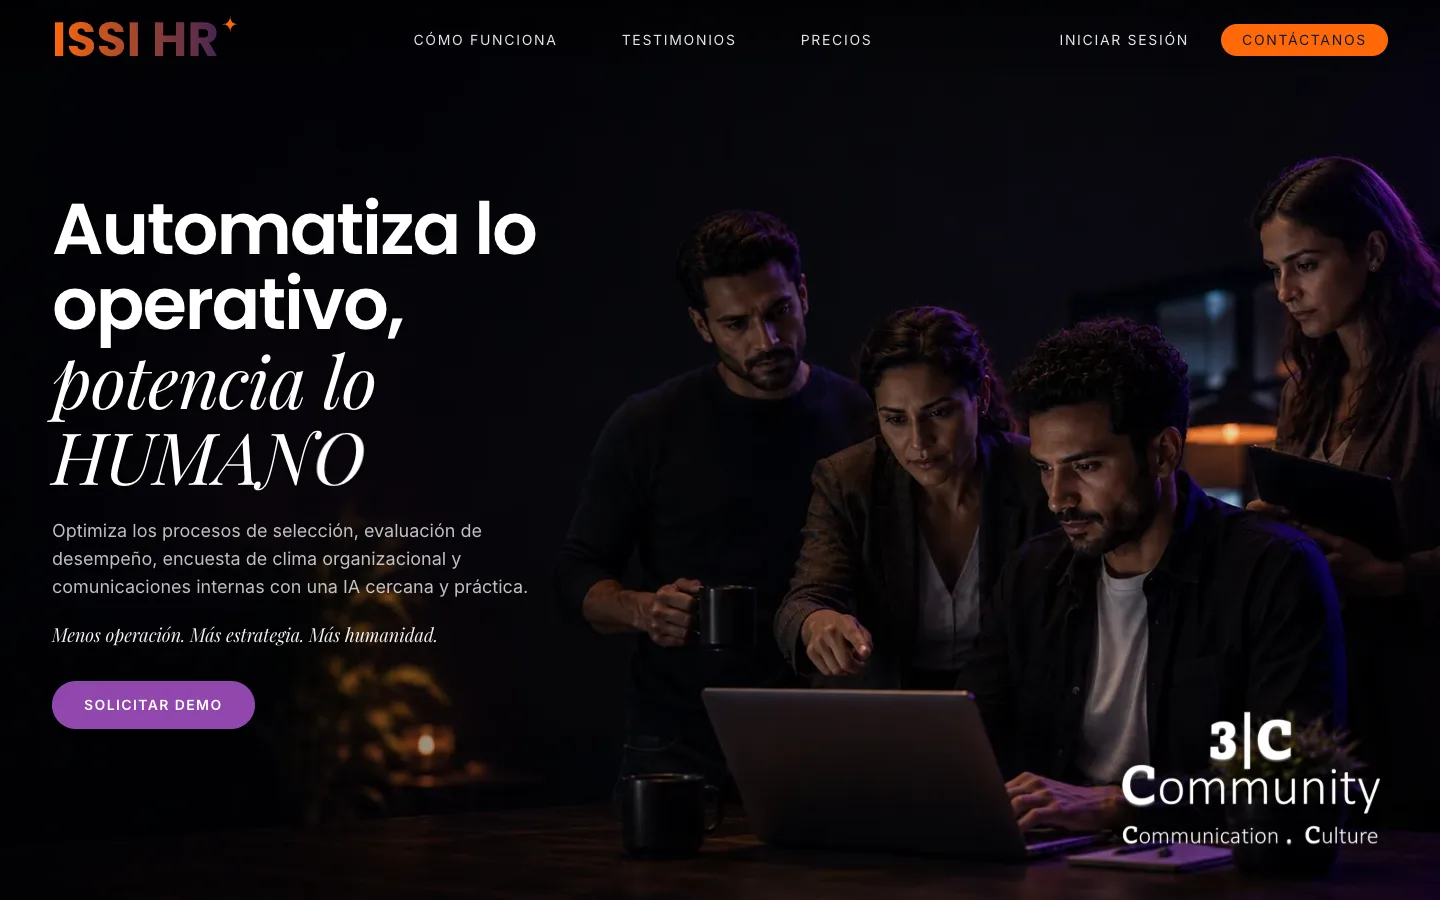 ISSI HR
CÓMO FUNCIONA
TESTIMONIOS
PRECIOS
INICIAR SESIÓN
CONTÁCTANOS
Automatiza lo
operativo,
potencia lo
HUMANO
Optimiza los procesos de selección, evaluación de
desempeño, encuesta de clima organizacional y
comunicaciones internas con una IA cercana y práctica.
Menos operación. Más estrategia. Más humanidad.
SOLICITAR DEMO
3|C
Community
Communication . Culture